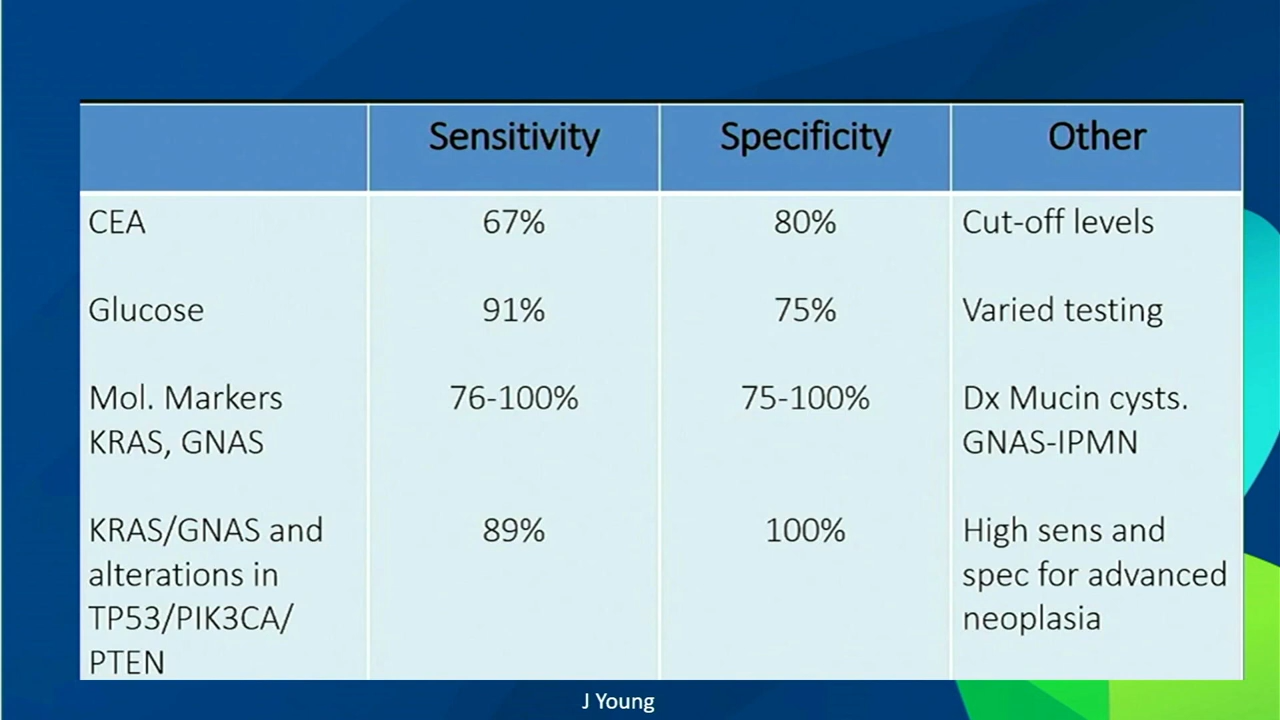 Sensitivity Specificity Other
CEA 67% 80% Cut-off levels
Glucose 91% 75% Varied testing
Mol. Markers 76-100% 75-100% Dx Mucin cysts.
KRAS, GNAS GNAS-IPMN
KRAS/GNAS and 89% 100% High sens and
alterations in spec for advanced
TP53/PIK3CA/ neoplasia
PTEN
J Young